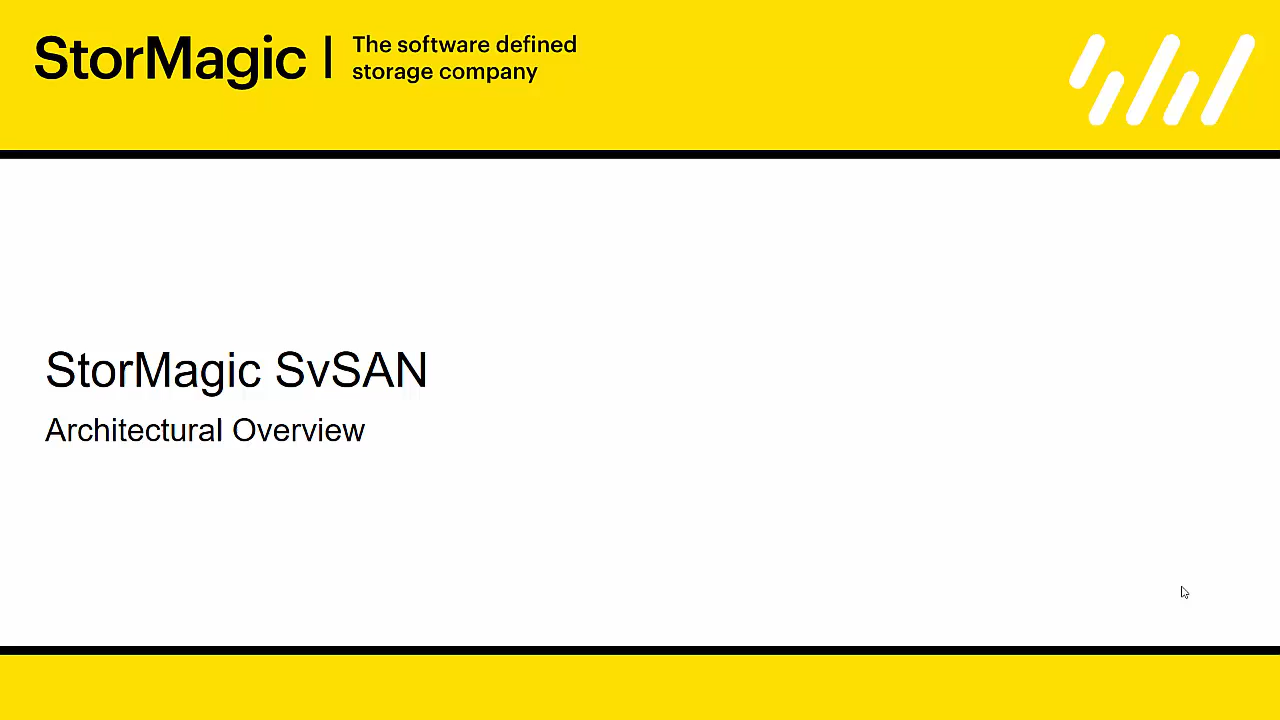 StorMagic | The software defined
storage company
StorMagic SvSAN
Architectural Overview